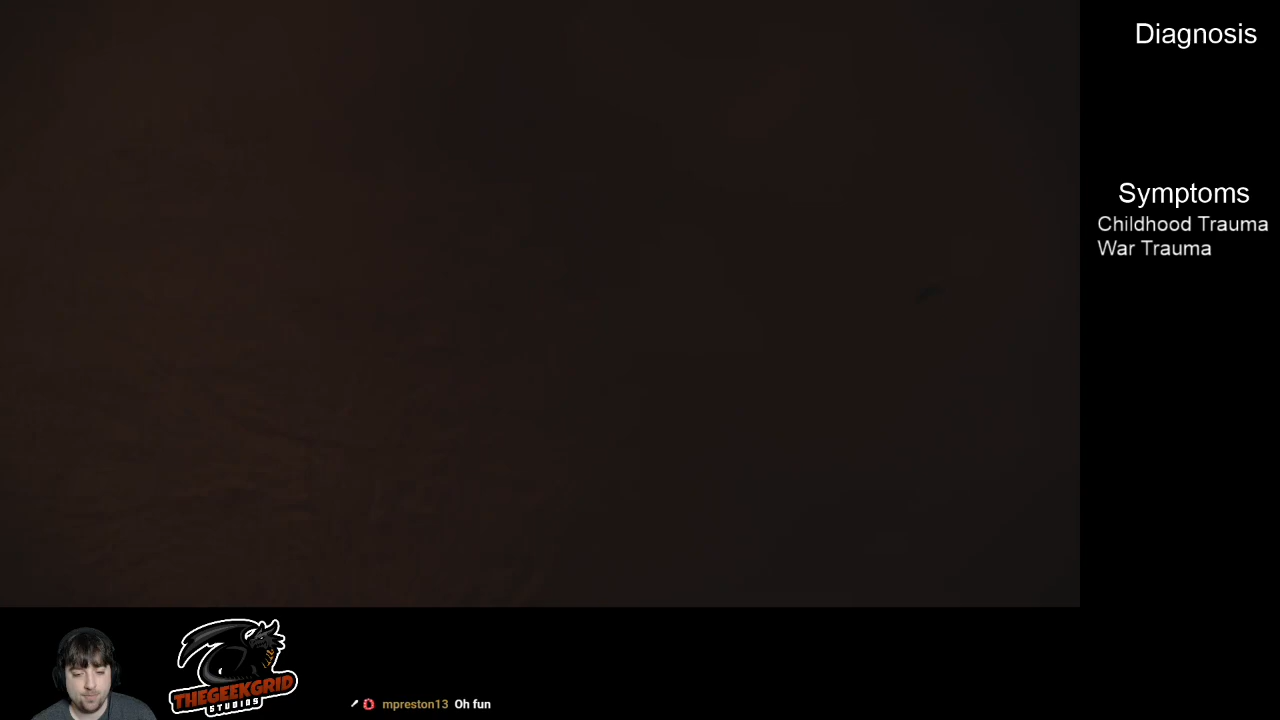 Diagnosis
Symptoms
Childhood Trauma
War Trauma
THEGEEKGRID
STUDIOS
mpreston13 Oh fun